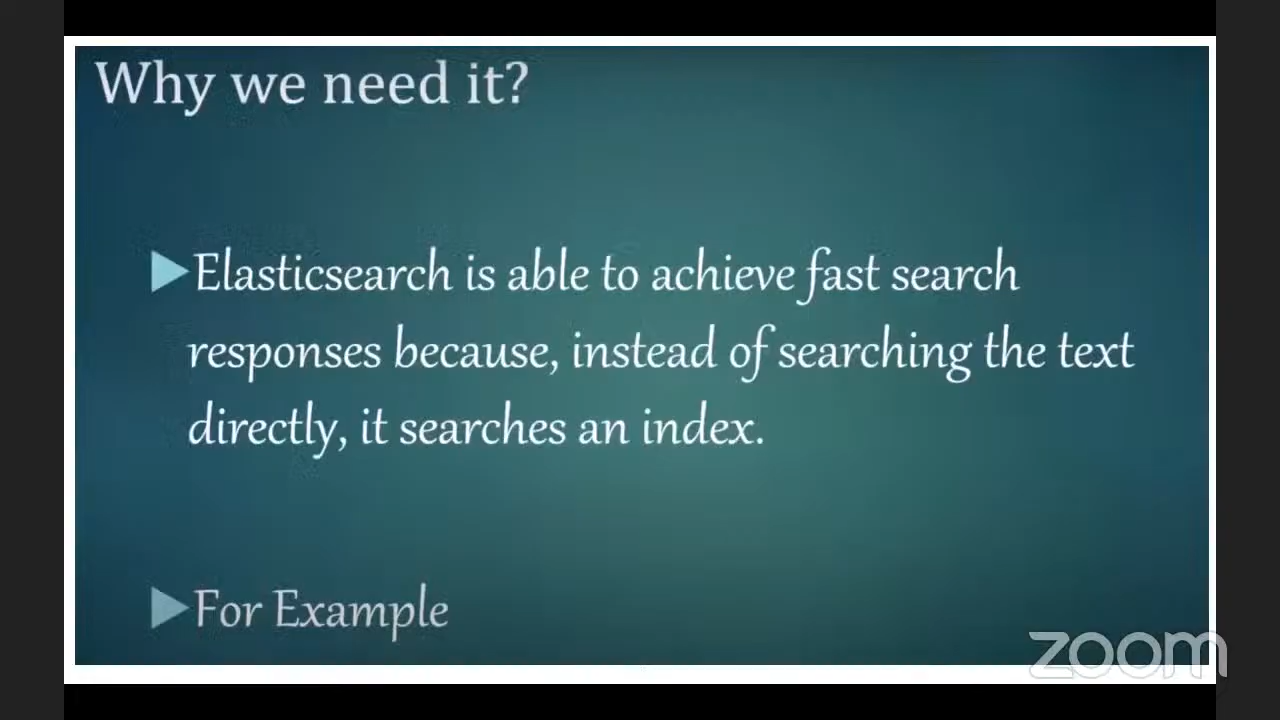 Why we need it?
Elasticsearch is able to achieve fast search
responses because, instead of searching the text
directly, it searches an index.
For Example
zoom